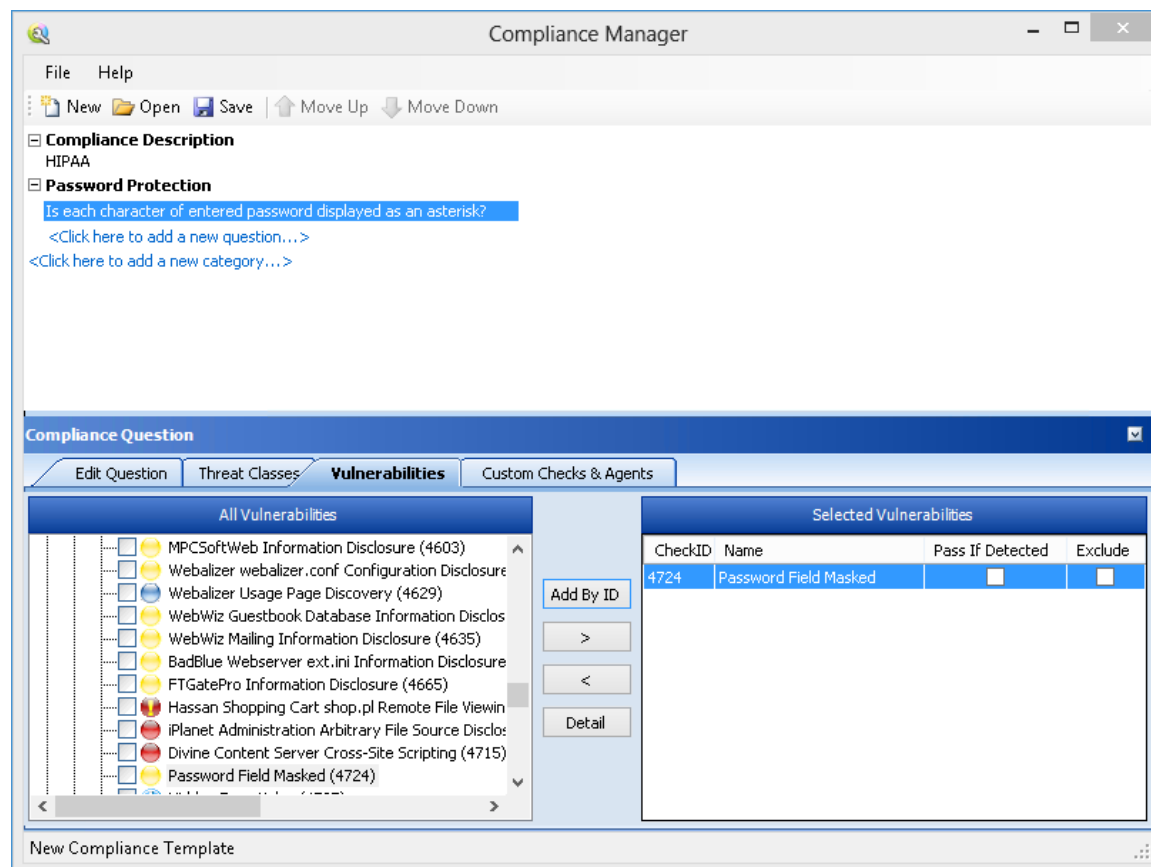 Compliance Manager
File Help
New Open Save Move Up Move Down
Compliance Description
HIPAA
Password Protection
Is each character of entered password displayed as an asterisk?
<Click here to add a new question...>
<Click here to add a new category...>
Compliance Question
Edit Question Threat Classes Vulnerabilities Custom Checks & Agents
All Vulnerabilities
MPCSoftWeb Information Disclosure (4603)
Webalizer webalizer.conf Configuration Disclosure
Webalizer Usage Page Discovery (4629)
WebWiz Guestbook Database Information Disclos
WebWiz Mailing Information Disclosure (4635)
BadBlue Webserver ext.ini Information Disclosure
FTGatePro Information Disclosure (4665)
Hassan Shopping Cart shop.pl Remote File Viewin
iPlanet Administration Arbitrary File Source Disclos
Divine Content Server Cross-Site Scripting (4715)
Password Field Masked (4724)
Add By ID
>
<
Detail
Selected Vulnerabilities
CheckID Name Pass If Detected Exclude
4724 Password Field Masked
New Compliance Template